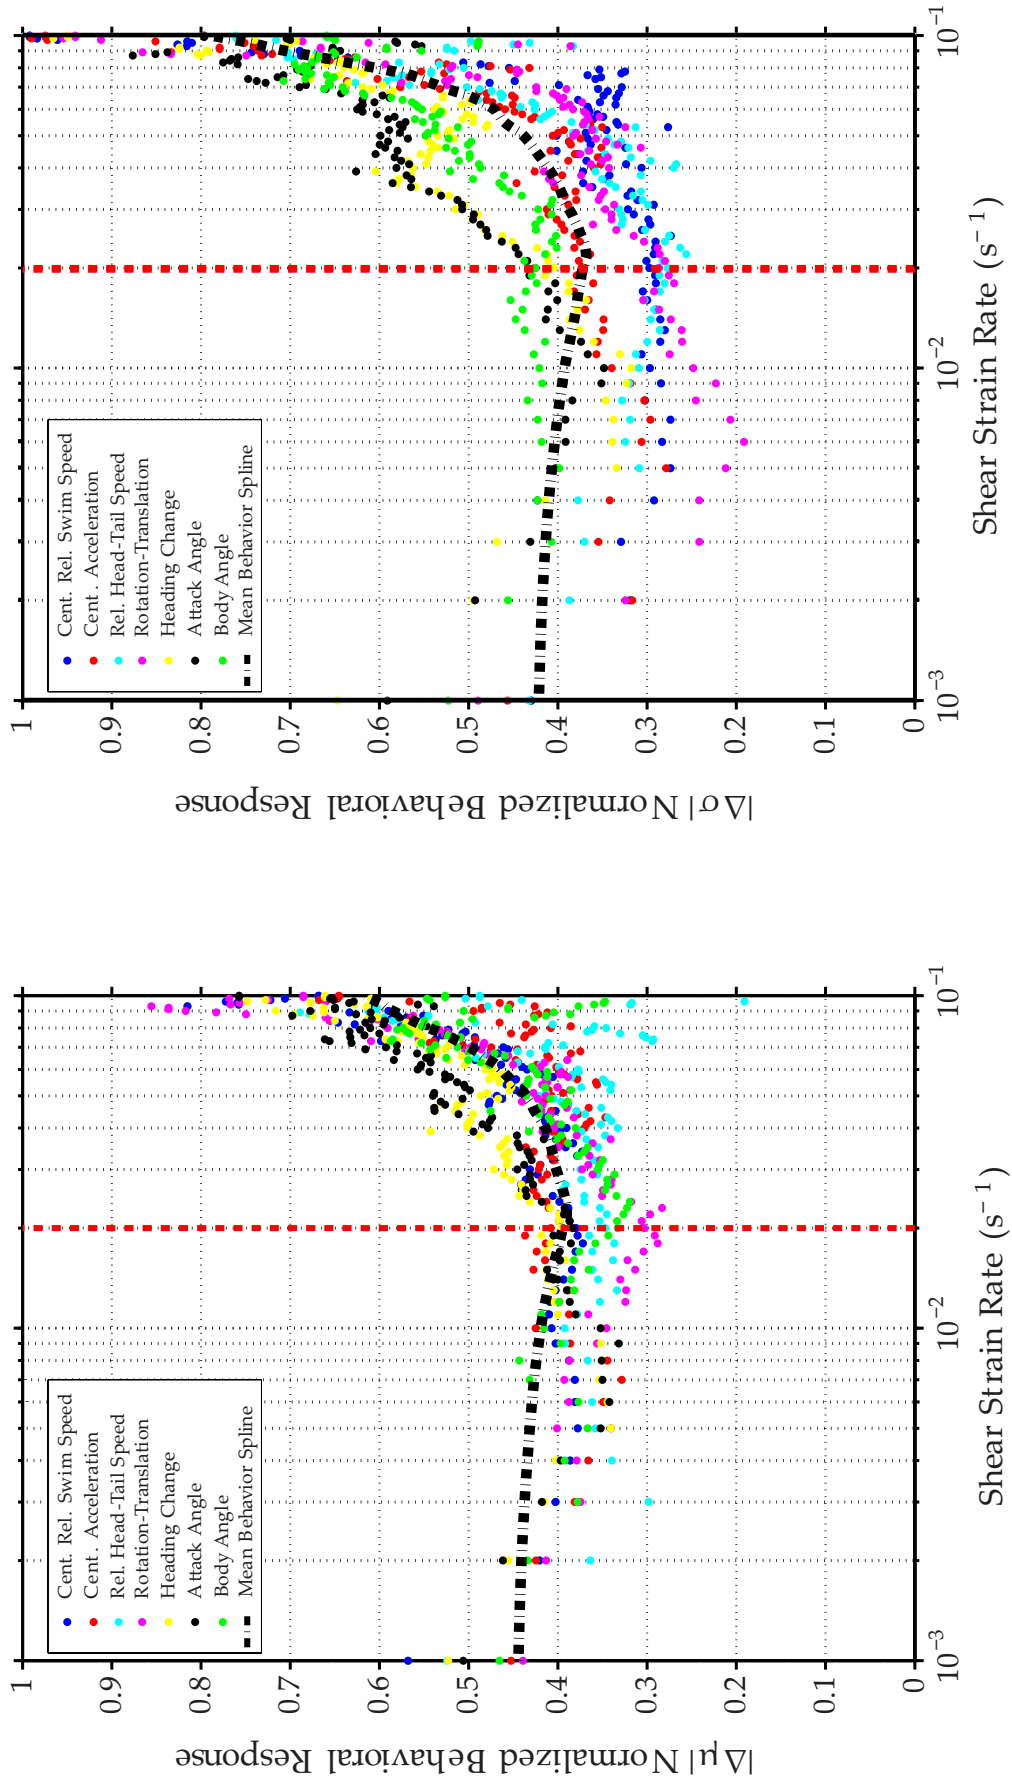 |Δμ| Normalized Behavioral Response
1
0.9
0.8
0.7
0.6
0.5
0.4
0.3
0.2
0.1
0
10⁻³
10⁻²
10⁻¹
Shear Strain Rate (s⁻¹)
Cent. Rel. Swim Speed
Cent. Acceleration
Rel. Head-Tail Speed
Rotation-Translation
Heading Change
Attack Angle
Body Angle
Mean Behavior Spline
|Δσ| Normalized Behavioral Response
1
0.9
0.8
0.7
0.6
0.5
0.4
0.3
0.2
0.1
0
10⁻³
10⁻²
10⁻¹
Shear Strain Rate (s⁻¹)
Cent. Rel. Swim Speed
Cent. Acceleration
Rel. Head-Tail Speed
Rotation-Translation
Heading Change
Attack Angle
Body Angle
Mean Behavior Spline